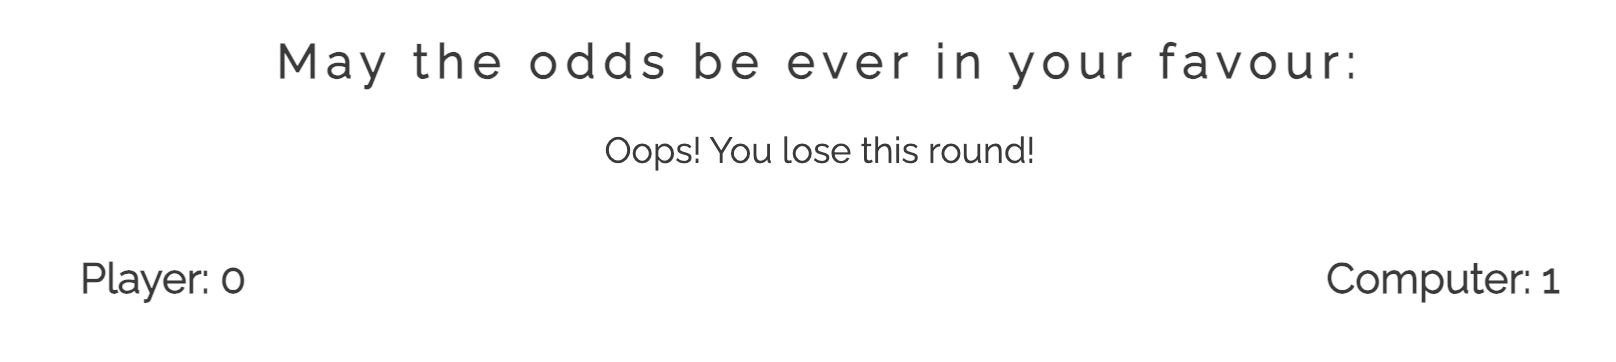 May the odds be ever in your favour:
Oops! You lose this round!
Player: 0
Computer: 1